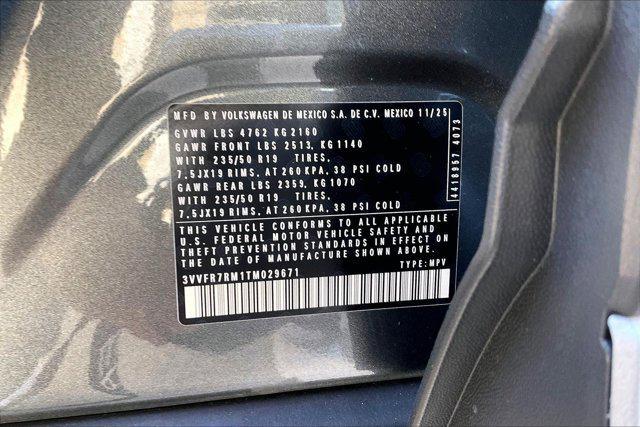 MFD BY VOLKSWAGEN DE MEXICO S.A. DE C.V. MEXICO 11/25
GVWR LBS 4762 KG 2160
GAWR FRONT LBS 2513, KG 1140
WITH 235/50 R19 TIRES,
7.5JX19 RIMS, AT 260 KPA, 38 PSI COLD
GAWR REAR LBS 2359, KG 1070
WITH 235/50 R19 TIRES,
7.5JX19 RIMS, AT 260 KPA, 38 PSI COLD
4418957 4073
THIS VEHICLE CONFORMS TO ALL APPLICABLE
U.S. FEDERAL MOTOR VEHICLE SAFETY AND
THEFT PREVENTION STANDARDS IN EFFECT ON
THE DATE OF MANUFACTURE SHOWN ABOVE.
3VVFR7RM1TM029671 TYPE: MPV